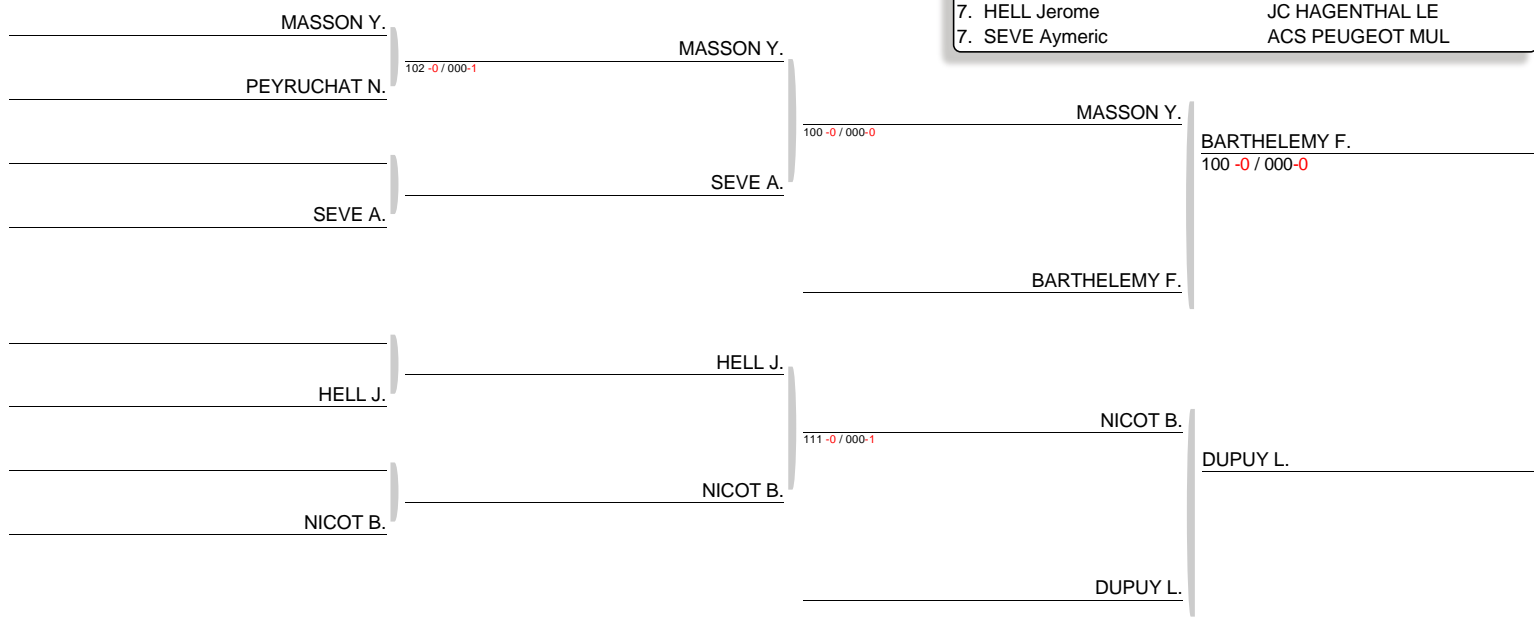 7. HELL Jerome JC HAGENTHAL LE
7. SEVE Aymeric ACS PEUGEOT MUL
MASSON Y.
PEYRUCHAT N.
SEVE A.
HELL J.
NICOT B.
MASSON Y.
102 -0 / 000-1
SEVE A.
HELL J.
NICOT B.
MASSON Y.
100 -0 / 000-0
BARTHELEMY F.
NICOT B.
111 -0 / 000-1
DUPUY L.
BARTHELEMY F.
100 -0 / 000-0
DUPUY L.